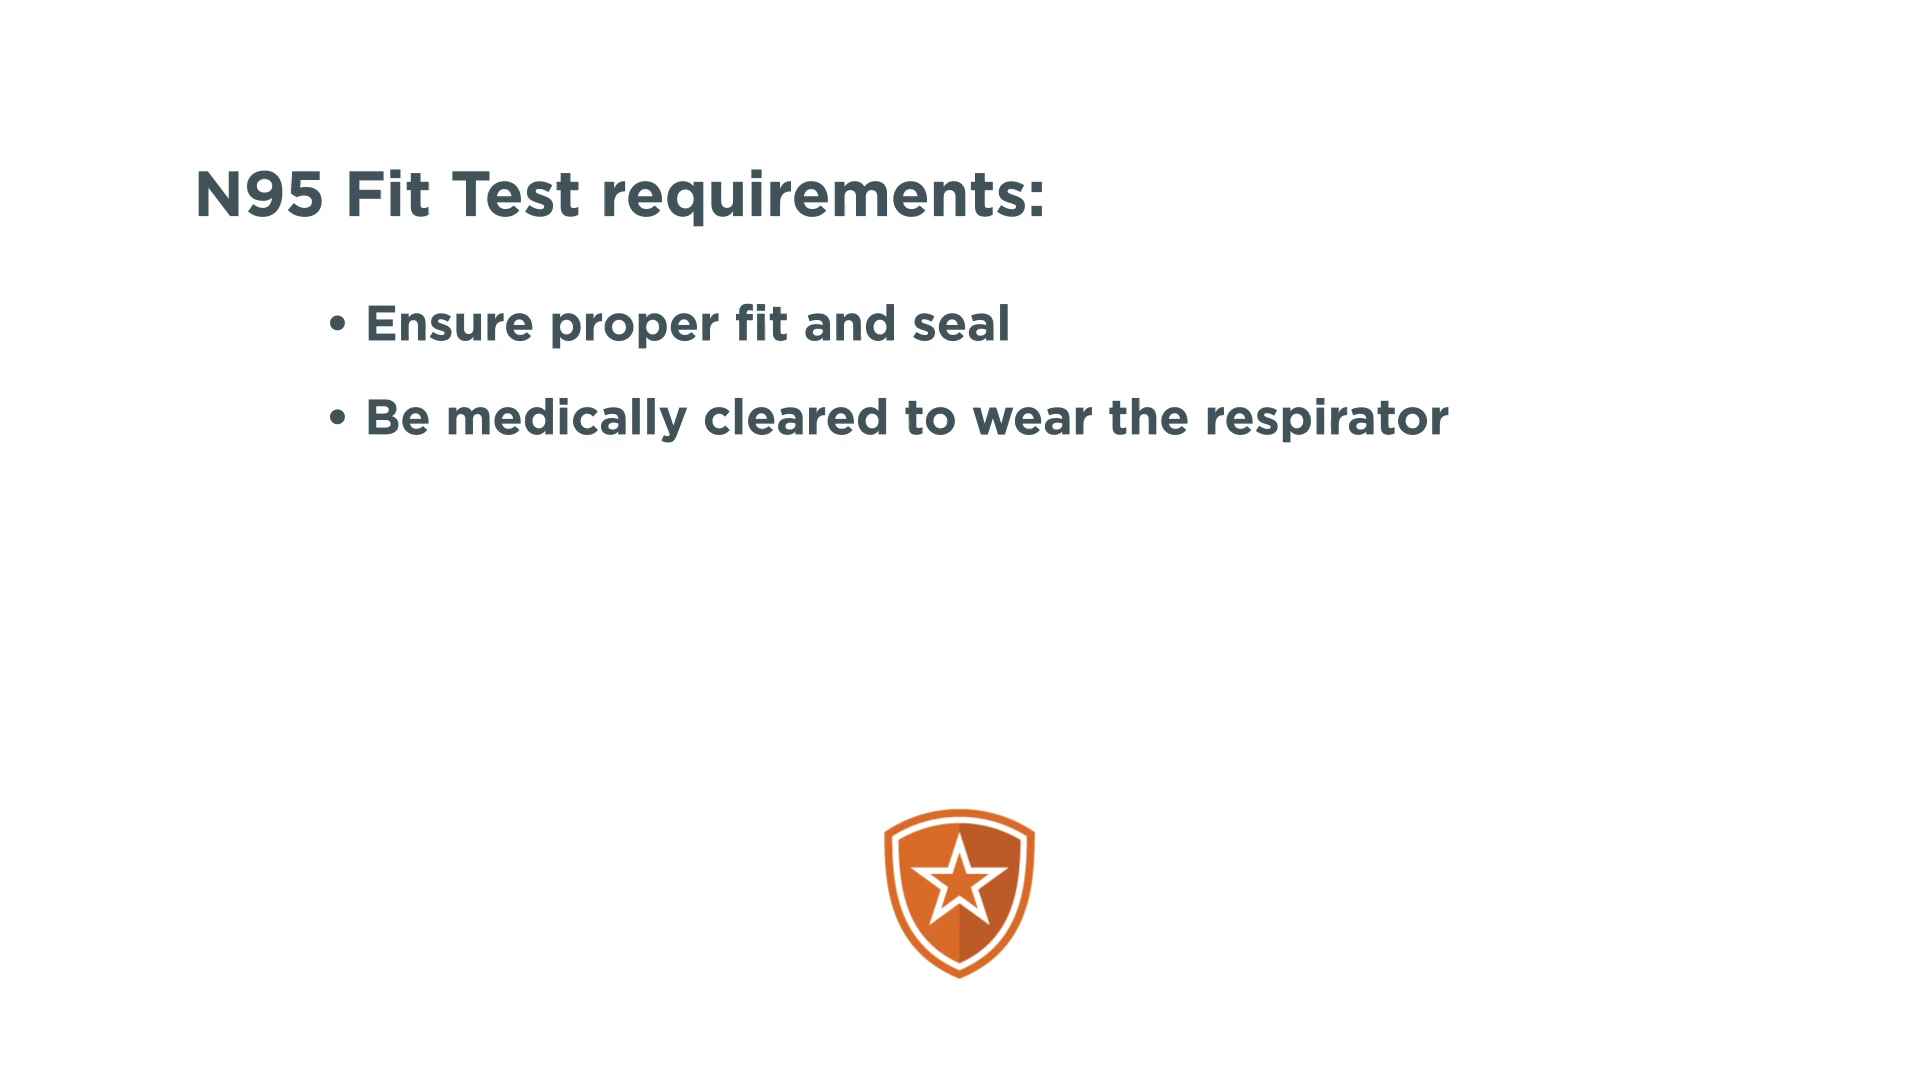 N95 Fit Test requirements:
• Ensure proper fit and seal
• Be medically cleared to wear the respirator